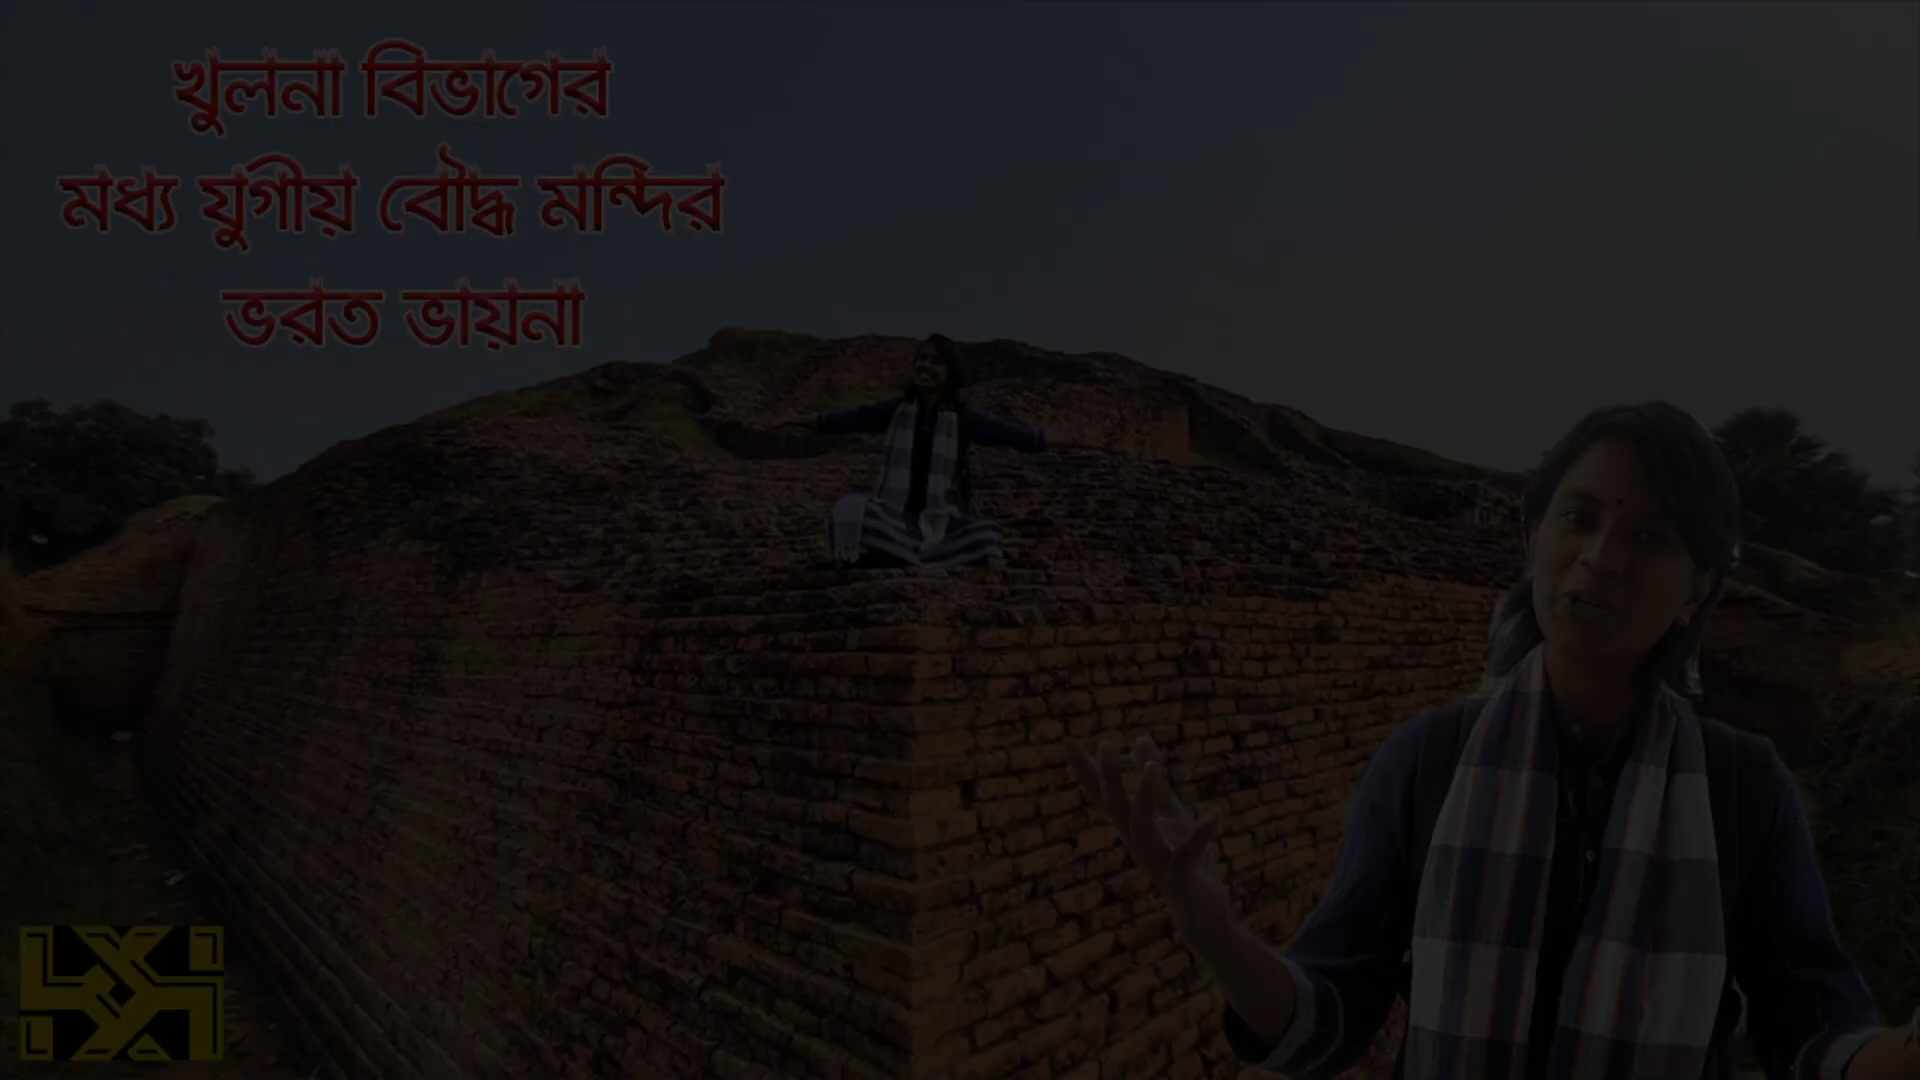 খুলনা বিভাগের
মধ্য যুগীয় বৌদ্ধ মন্দির
ভরত ভায়না